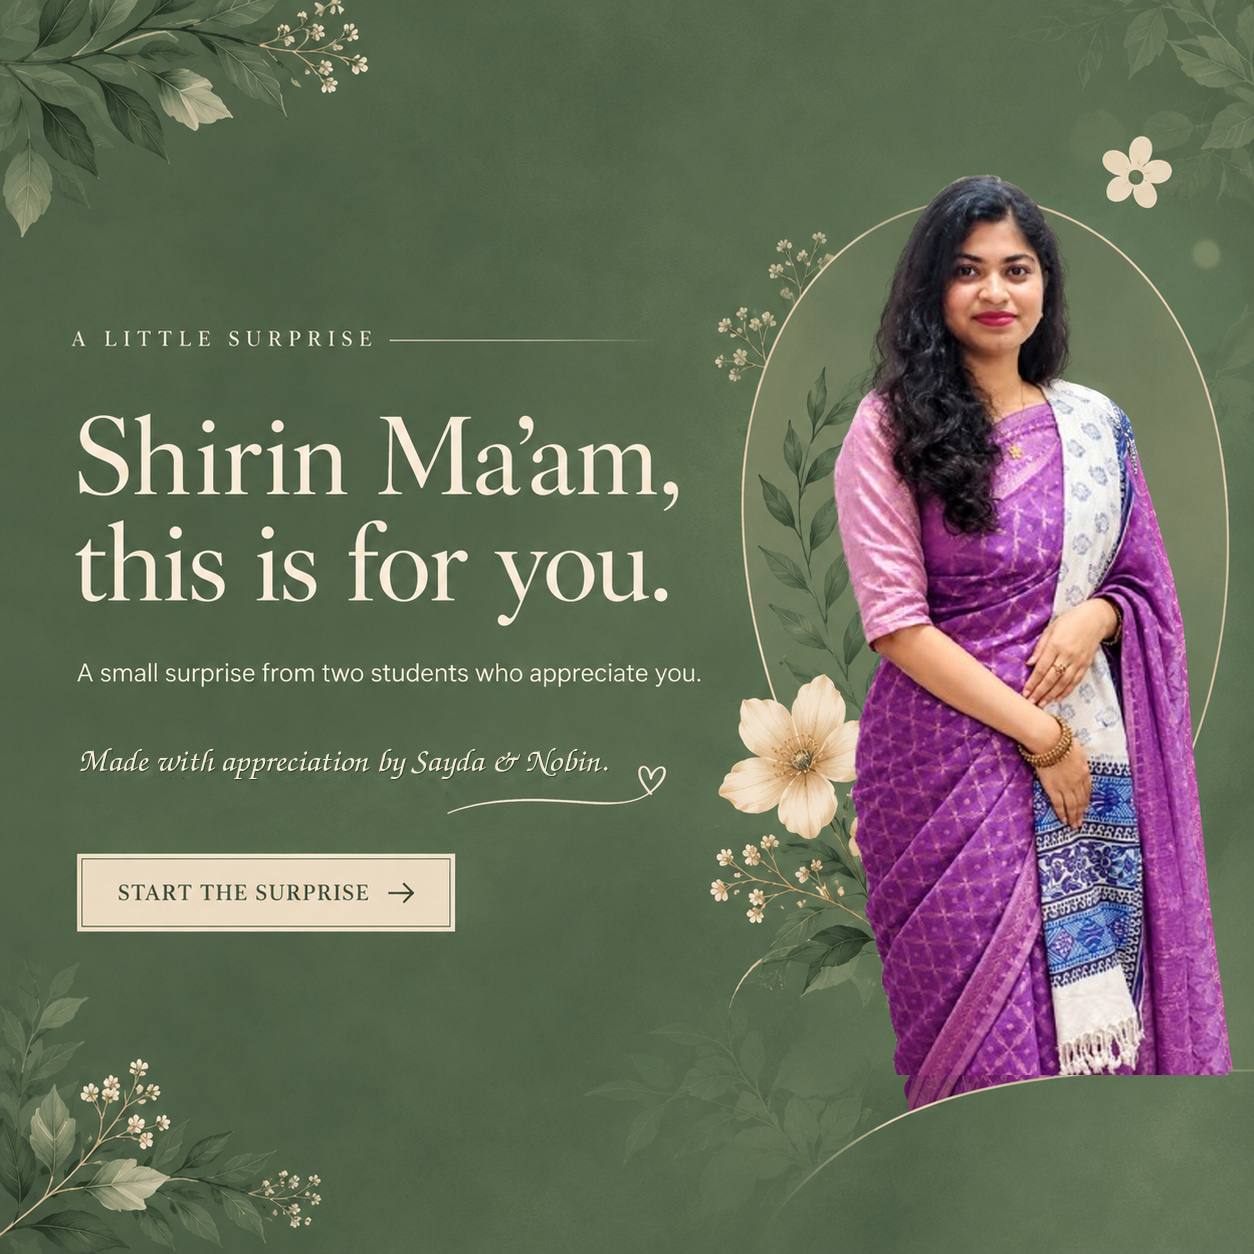 A LITTLE SURPRISE
Shirin Ma’am,
this is for you.
A small surprise from two students who appreciate you.
Made with appreciation by Sayda & Nobin.
START THE SURPRISE →